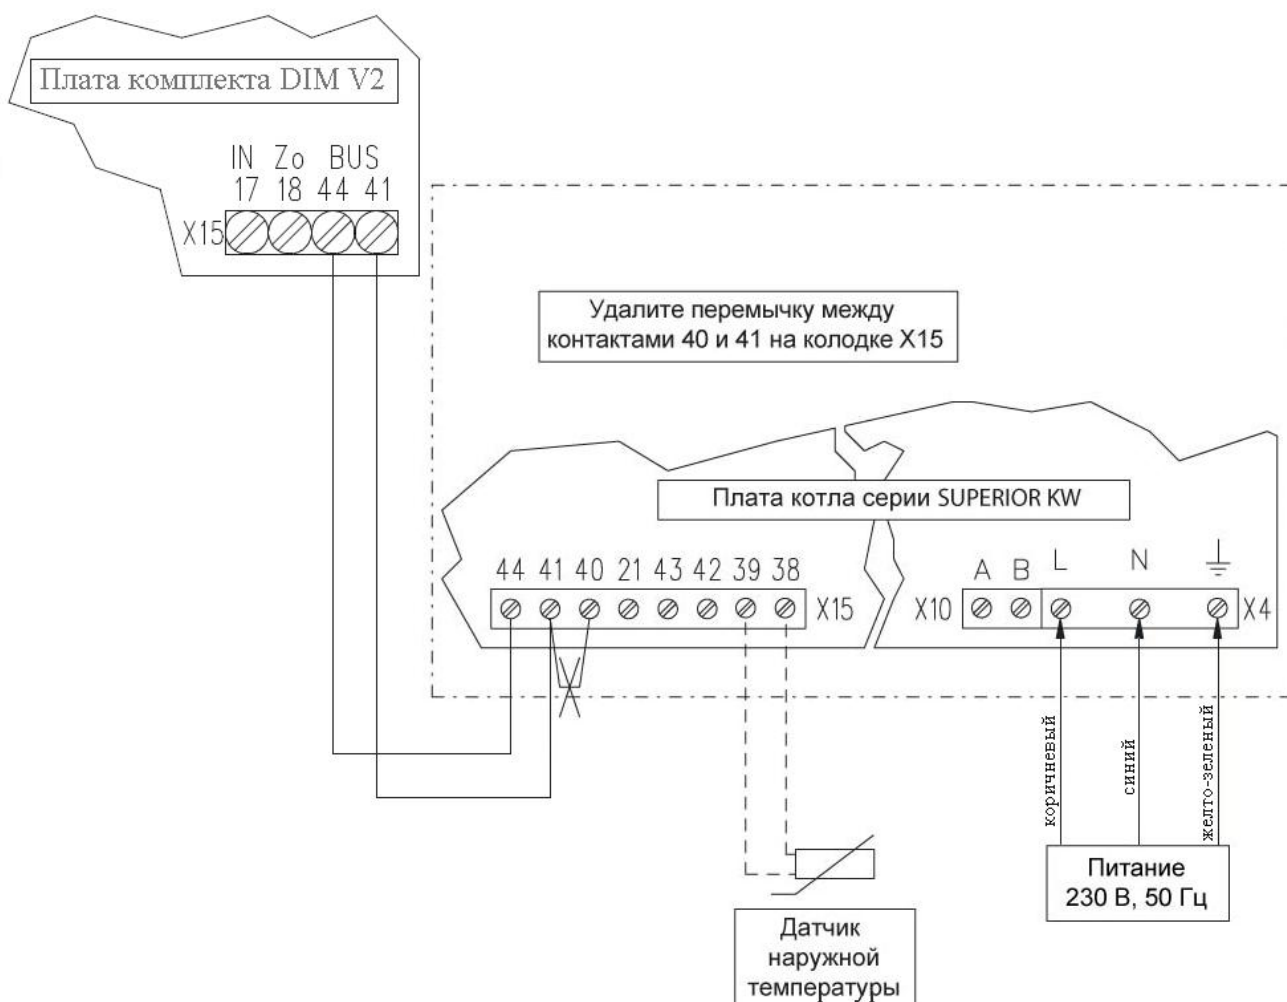 Плата комплекта DIM V2
IN Zo BUS
17 18 44 41
X15
Удалите перемычку между
контактами 40 и 41 на колодке X15
Плата котла серии SUPERIOR KW
44 41 40 21 43 42 39 38
X15
A B L N
X10
X4
коричневый
синий
желто-зеленый
Питание
230 В, 50 Гц
Датчик
наружной
температуры